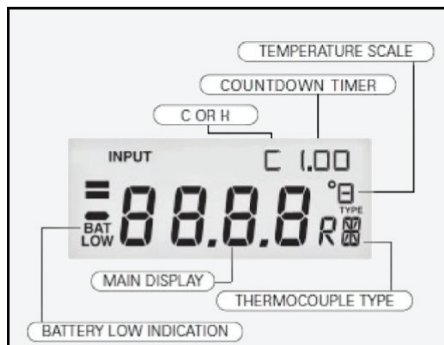 TEMPERATURE SCALE
COUNTDOWN TIMER
C OR K
INPUT
C 1.00
°8
TYPE
BAT
LOW
88.8.8
R
MAIN DISPLAY
THERMOCOUPLE TYPE
BATTERY LOW INDICATION